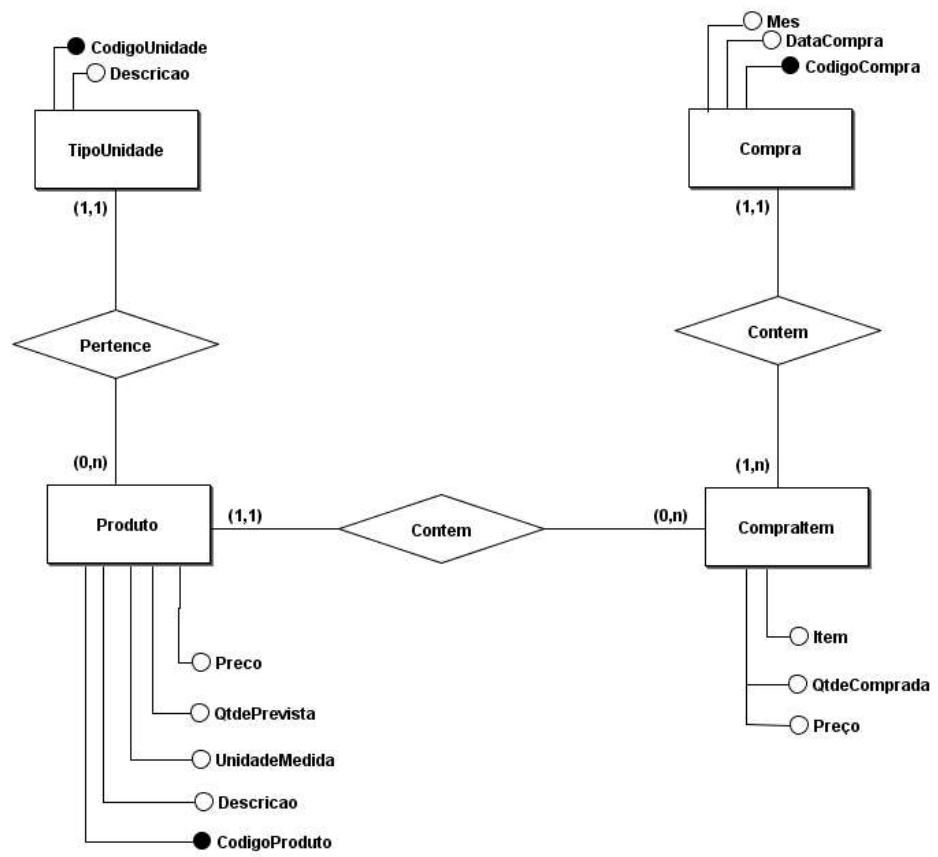 Mes
DataCompra
CodigoCompra
CodigoUnidade
Descricao
TipoUnidade
Compra
(1,1)
(1,1)
Pertence
Contem
(0,n)
(1,n)
Produto
(1,1)
Contem
(0,n)
CompraItem
Item
Preco
QtdeComprada
QtdePrevista
Preço
UnidadeMedida
Descricao
CodigoProduto